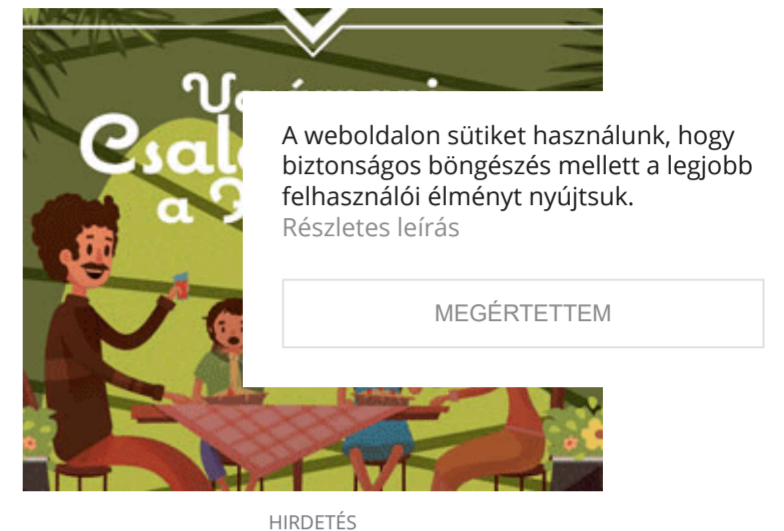 a
A weboldalon sütiket használunk, hogy
biztonságos böngészés mellett a legjobb
felhasználói élményt nyújtsuk.
Részletes leírás
MEGÉRTETTEM
HIRDETÉS